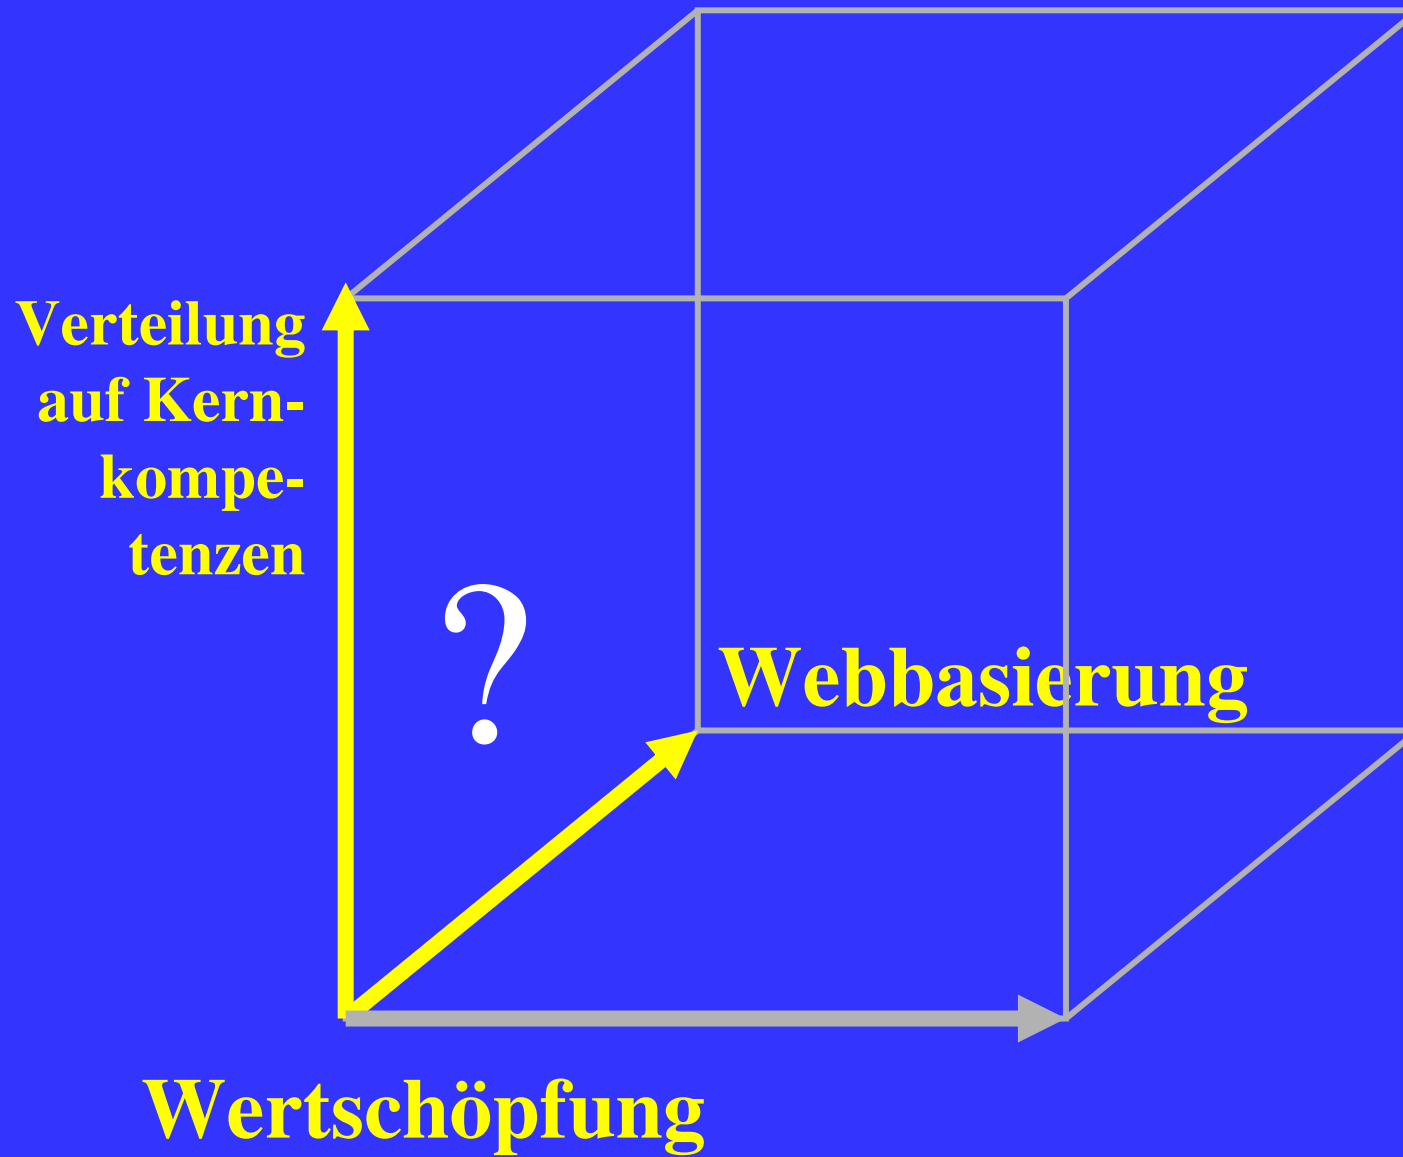 Verteilung
auf Kern-
kompe-
tenzen
?
Webbasierung
Wertschöpfung